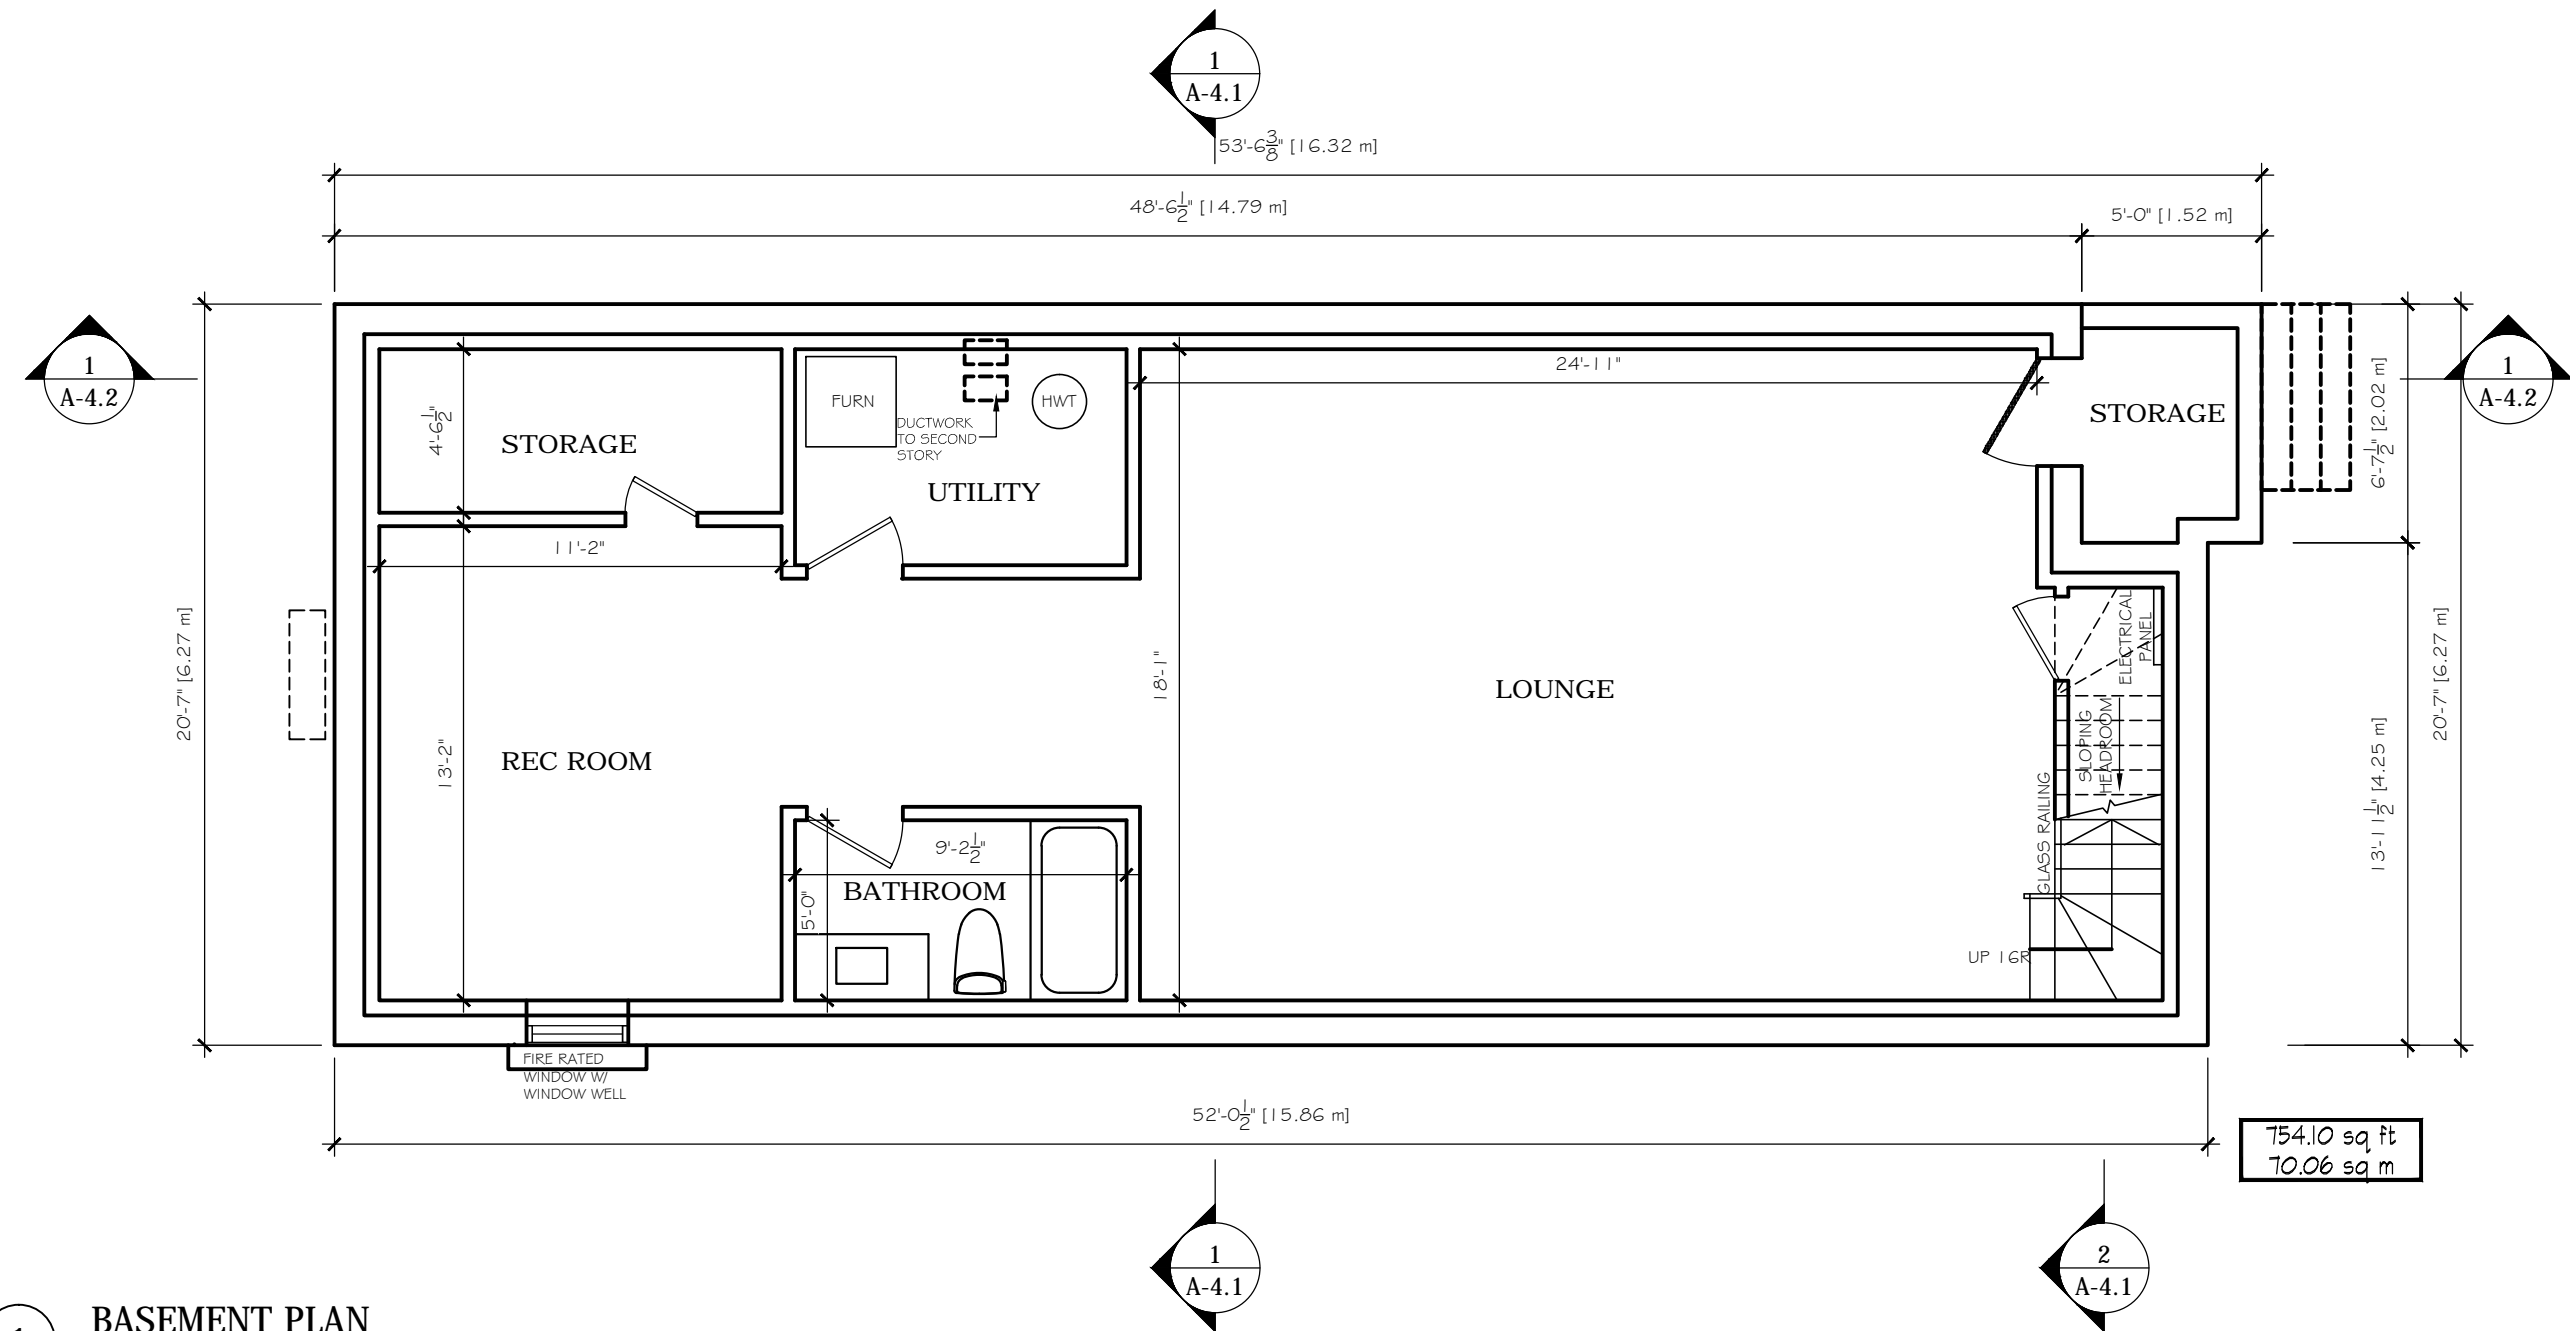 1
A-4.1
53'-6 3/8" [16.32 m]
48'-6 1/2" [14.79 m]
5'-0" [1.52 m]
1
A-4.2
1
A-4.2
24'-11"
6'-7 1/2" [2.02 m]
4'-6 1/2"
STORAGE
FURN
DUCTWORK
TO SECOND
STORY
HWT
UTILITY
STORAGE
11'-2"
20'-7" [6.27 m]
18'-1"
LOUNGE
ELECTRICAL
PANEL
20'-7" [6.27 m]
13'-2"
REC ROOM
SLOPING
HEADROOM
GLASS RAILING
13'-11 1/2" [4.25 m]
9'-2 1/2"
BATHROOM
5'-0"
UP 16R
FIRE RATED
WINDOW W/
WINDOW WELL
52'-0 1/2" [15.86 m]
754.10 sq ft
70.06 sq m
1
A-4.1
2
A-4.1
BASEMENT PLAN